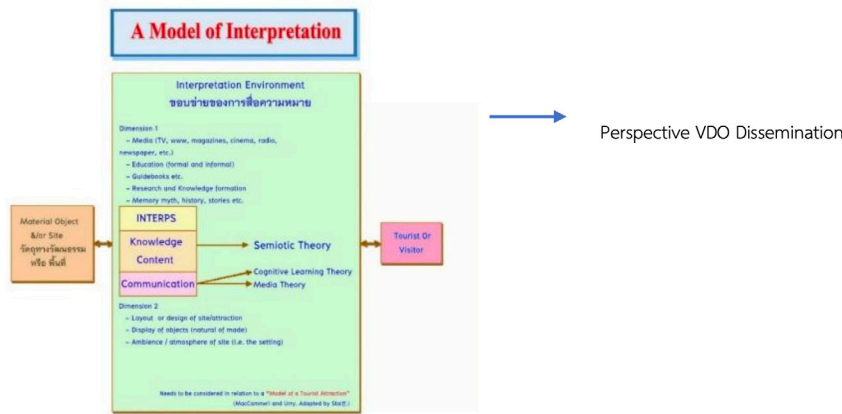 A Model of Interpretation
Interpretation Environment
ขอบข่ายของการสื่อความหมาย
Dimension 1
- Media (TV, www, magazines, cinema, radio,
newspaper, etc.)
- Education (formal and informal)
- Guidebooks etc.
- Research and Knowledge formation
- Memory myth, history, stories etc.
Material Object
&/or Site
วัตถุทางวัฒนธรรม
หรือ พื้นที่
INTERPS
Knowledge
Content
Communication
Semiotic Theory
Cognitive Learning Theory
Media Theory
Tourist Or
Visitor
Dimension 2
- Layout or design of site/attraction
- Display of objects (natural of made)
- Ambience / atmosphere of site (i.e. the setting)
Needs to be considered in relation to a "Model of a Tourist Attraction"
(MacCannel and Urry. Adapted by
Perspective VDO Dissemination